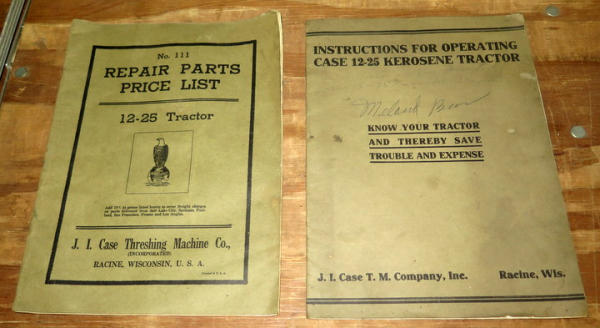 No. 111
REPAIR PARTS
PRICE LIST
12-25 Tractor
J. I. Case Threshing Machine Co.,
(INCORPORATED)
RACINE, WISCONSIN, U. S. A.
INSTRUCTIONS FOR OPERATING
CASE 12-25 KEROSENE TRACTOR
KNOW YOUR TRACTOR
AND THEREBY SAVE
TROUBLE AND EXPENSE
J. I. Case T. M. Company, Inc. Racine, Wis.